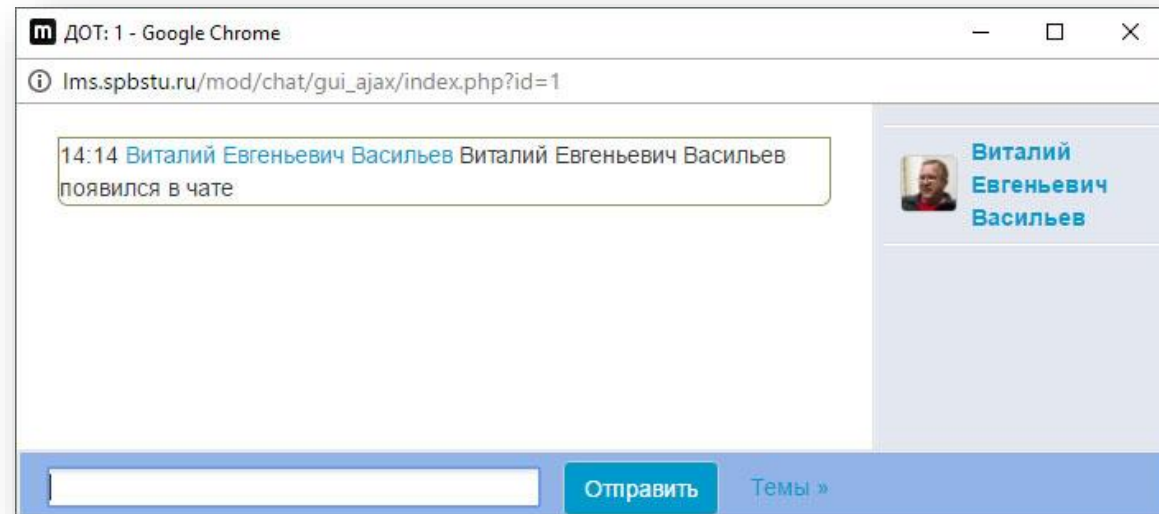 ДОТ: 1 - Google Chrome
lms.spbstu.ru/mod/chat/gui_ajax/index.php?id=1
14:14 Виталий Евгеньевич Васильев Виталий Евгеньевич Васильев
появился в чате
Виталий
Евгеньевич
Васильев
Отправить
Темы »